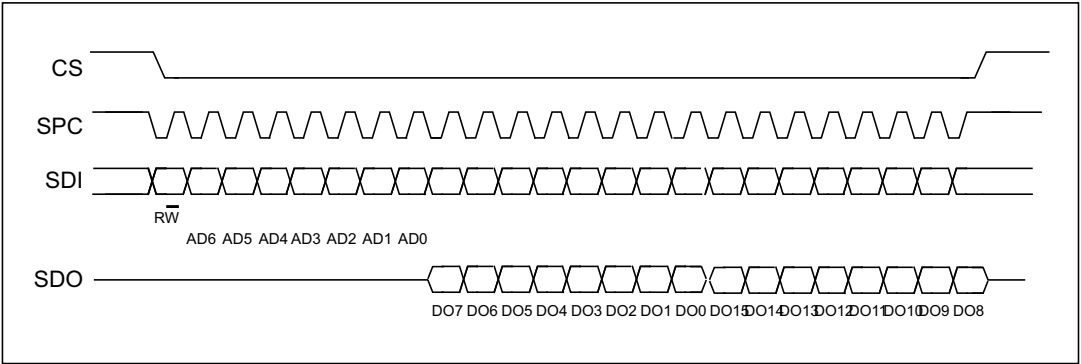 CS
SPC
SDI
RW
AD6 AD5 AD4 AD3 AD2 AD1 AD0
SDO
DO7 DO6 DO5 DO4 DO3 DO2 DO1 DO0 DO15 DO14 DO13 DO12 DO11 DO10 DO9 DO8